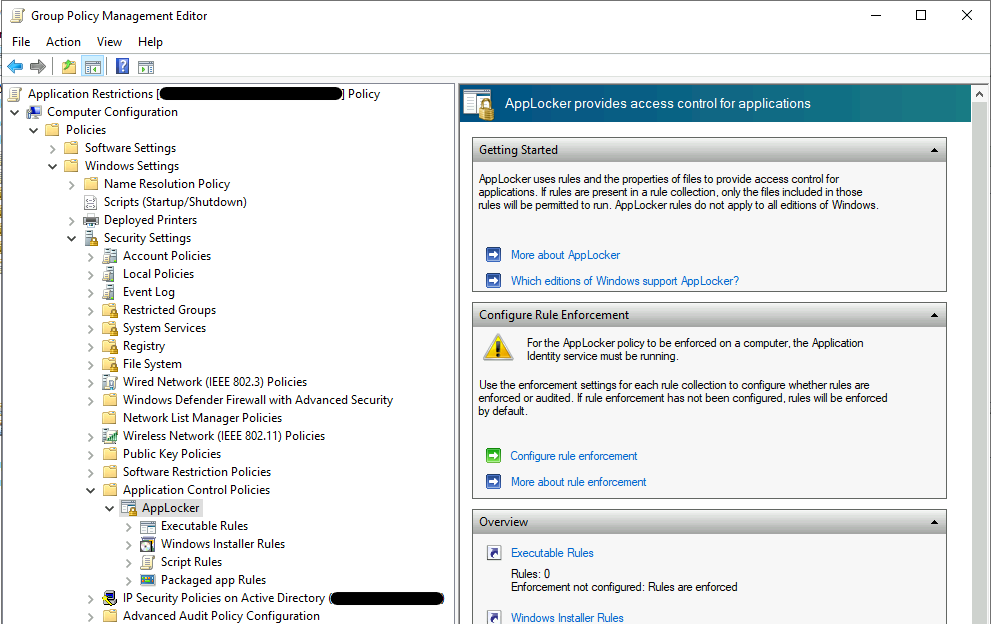 Group Policy Management Editor
File Action View Help
Application Restrictions [ ] Policy
Computer Configuration
Policies
Software Settings
Windows Settings
Name Resolution Policy
Scripts (Startup/Shutdown)
Deployed Printers
Security Settings
Account Policies
Local Policies
Event Log
Restricted Groups
System Services
Registry
File System
Wired Network (IEEE 802.3) Policies
Windows Defender Firewall with Advanced Security
Network List Manager Policies
Wireless Network (IEEE 802.11) Policies
Public Key Policies
Software Restriction Policies
Application Control Policies
AppLocker
Executable Rules
Windows Installer Rules
Script Rules
Packaged app Rules
IP Security Policies on Active Directory (
Advanced Audit Policy Configuration
AppLocker provides access control for applications
Getting Started
AppLocker uses rules and the properties of files to provide access control for
applications. If rules are present in a rule collection, only the files included in those
rules will be permitted to run. AppLocker rules do not apply to all editions of Windows.
More about AppLocker
Which editions of Windows support AppLocker?
Configure Rule Enforcement
For the AppLocker policy to be enforced on a computer, the Application
Identity service must be running.
Use the enforcement settings for each rule collection to configure whether rules are
enforced or audited. If rule enforcement has not been configured, rules will be enforced
by default.
Configure rule enforcement
More about rule enforcement
Overview
Executable Rules
Rules: 0
Enforcement not configured: Rules are enforced
Windows Installer Rules